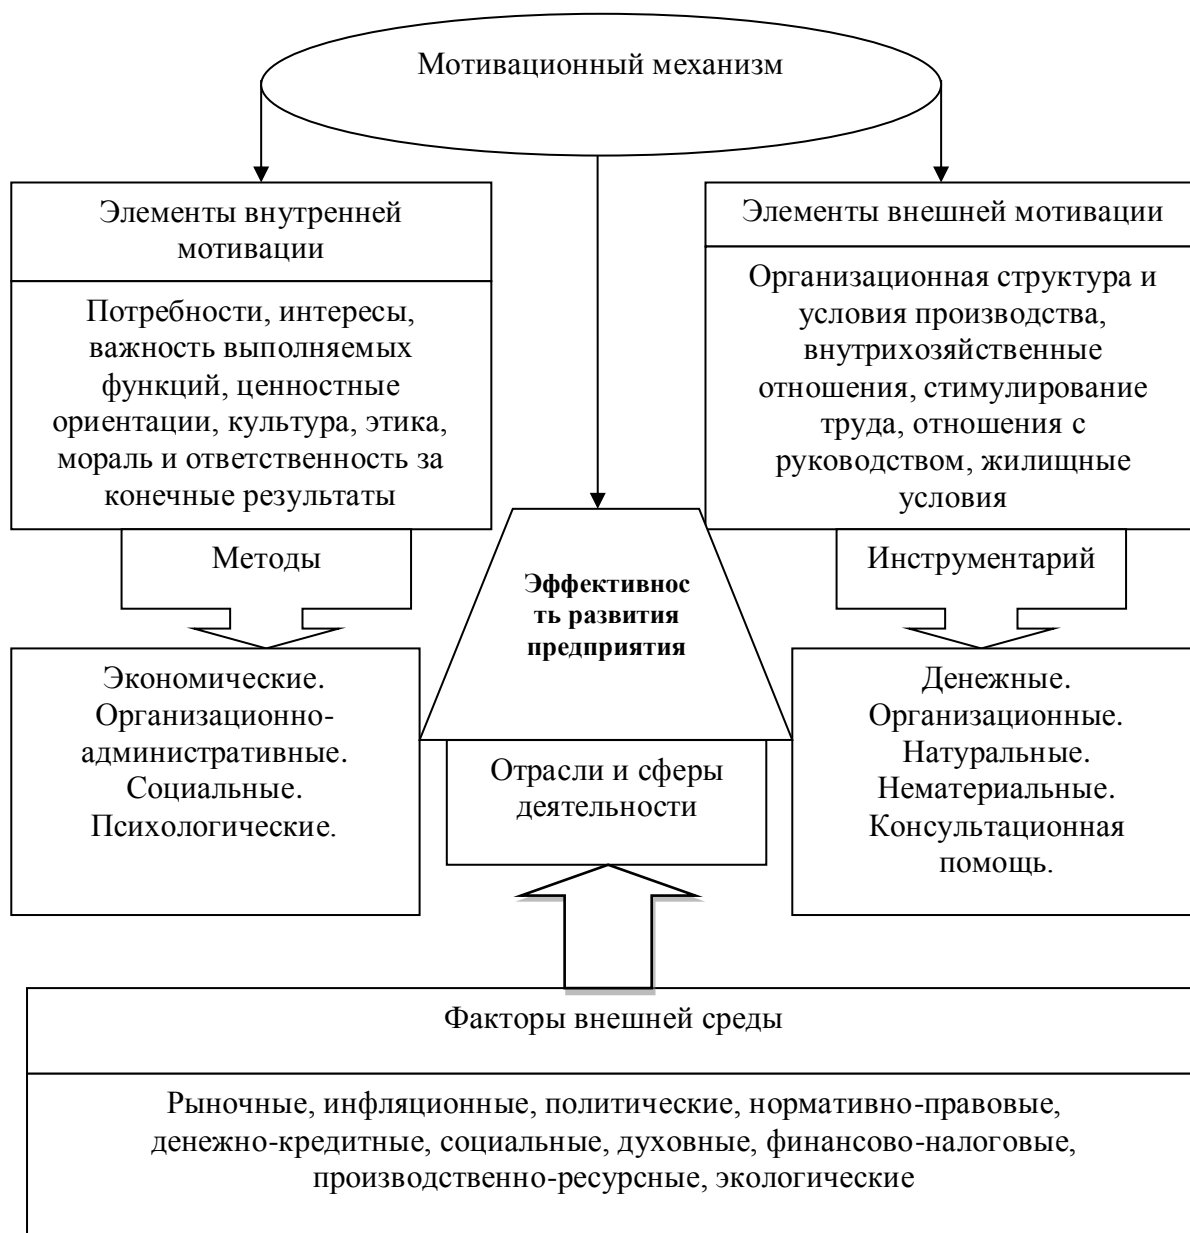 Мотивационный механизм
Элементы внутренней
мотивации
Потребности, интересы,
важность выполняемых
функций, ценностные
ориентации, культура, этика,
мораль и ответственность за
конечные результаты
Элементы внешней мотивации
Организационная структура и
условия производства,
внутрихозяйственные
отношения, стимулирование
труда, отношения с
руководством, жилищные
условия
Методы
Эффективнос
ть развития
предприятия
Инструментарий
Экономические.
Организационно-
административные.
Социальные.
Психологические.
Отрасли и сферы
деятельности
Денежные.
Организационные.
Натуральные.
Нематериальные.
Консультационная
помощь.
Факторы внешней среды
Рыночные, инфляционные, политические, нормативно-правовые,
денежно-кредитные, социальные, духовные, финансово-налоговые,
производственно-ресурсные, экологические